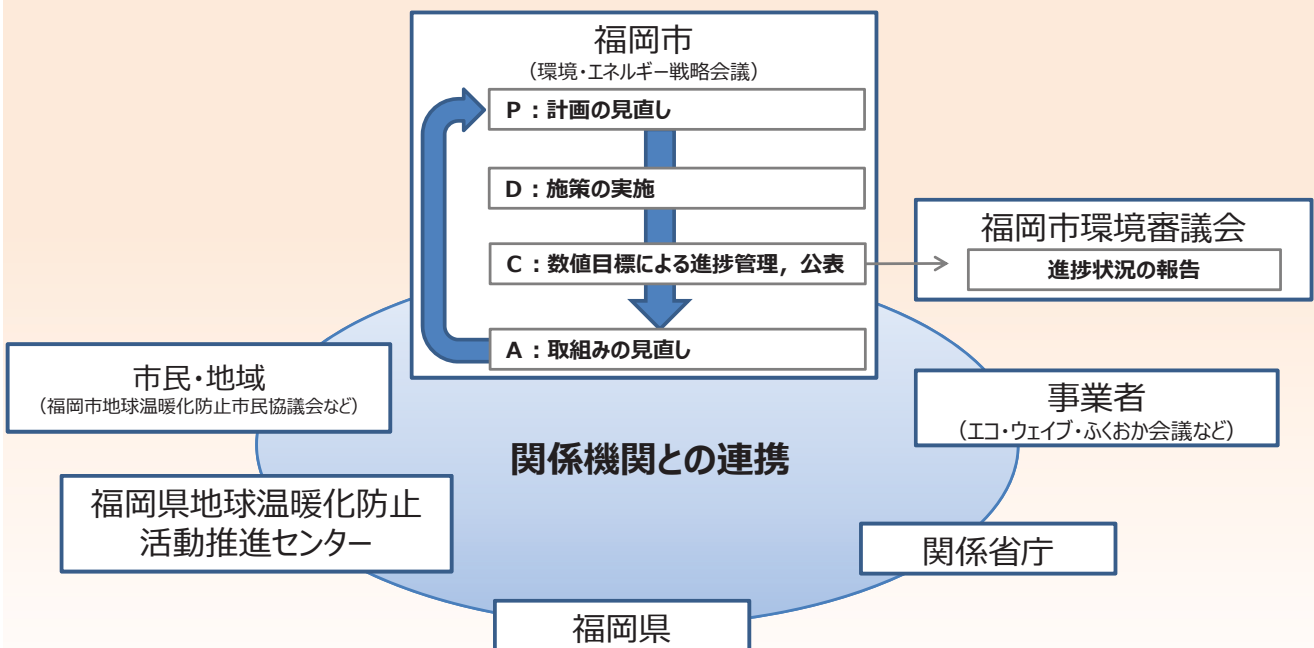 福岡市
（環境・エネルギー戦略会議）
P：計画の見直し
D：施策の実施
C：数値目標による進捗管理，公表
A：取組みの見直し
福岡市環境審議会
進捗状況の報告
市民・地域
（福岡市地球温暖化防止市民協議会など）
事業者
（エコ・ウェイブ・ふくおか会議など）
関係機関との連携
福岡県地球温暖化防止
活動推進センター
関係省庁
福岡県